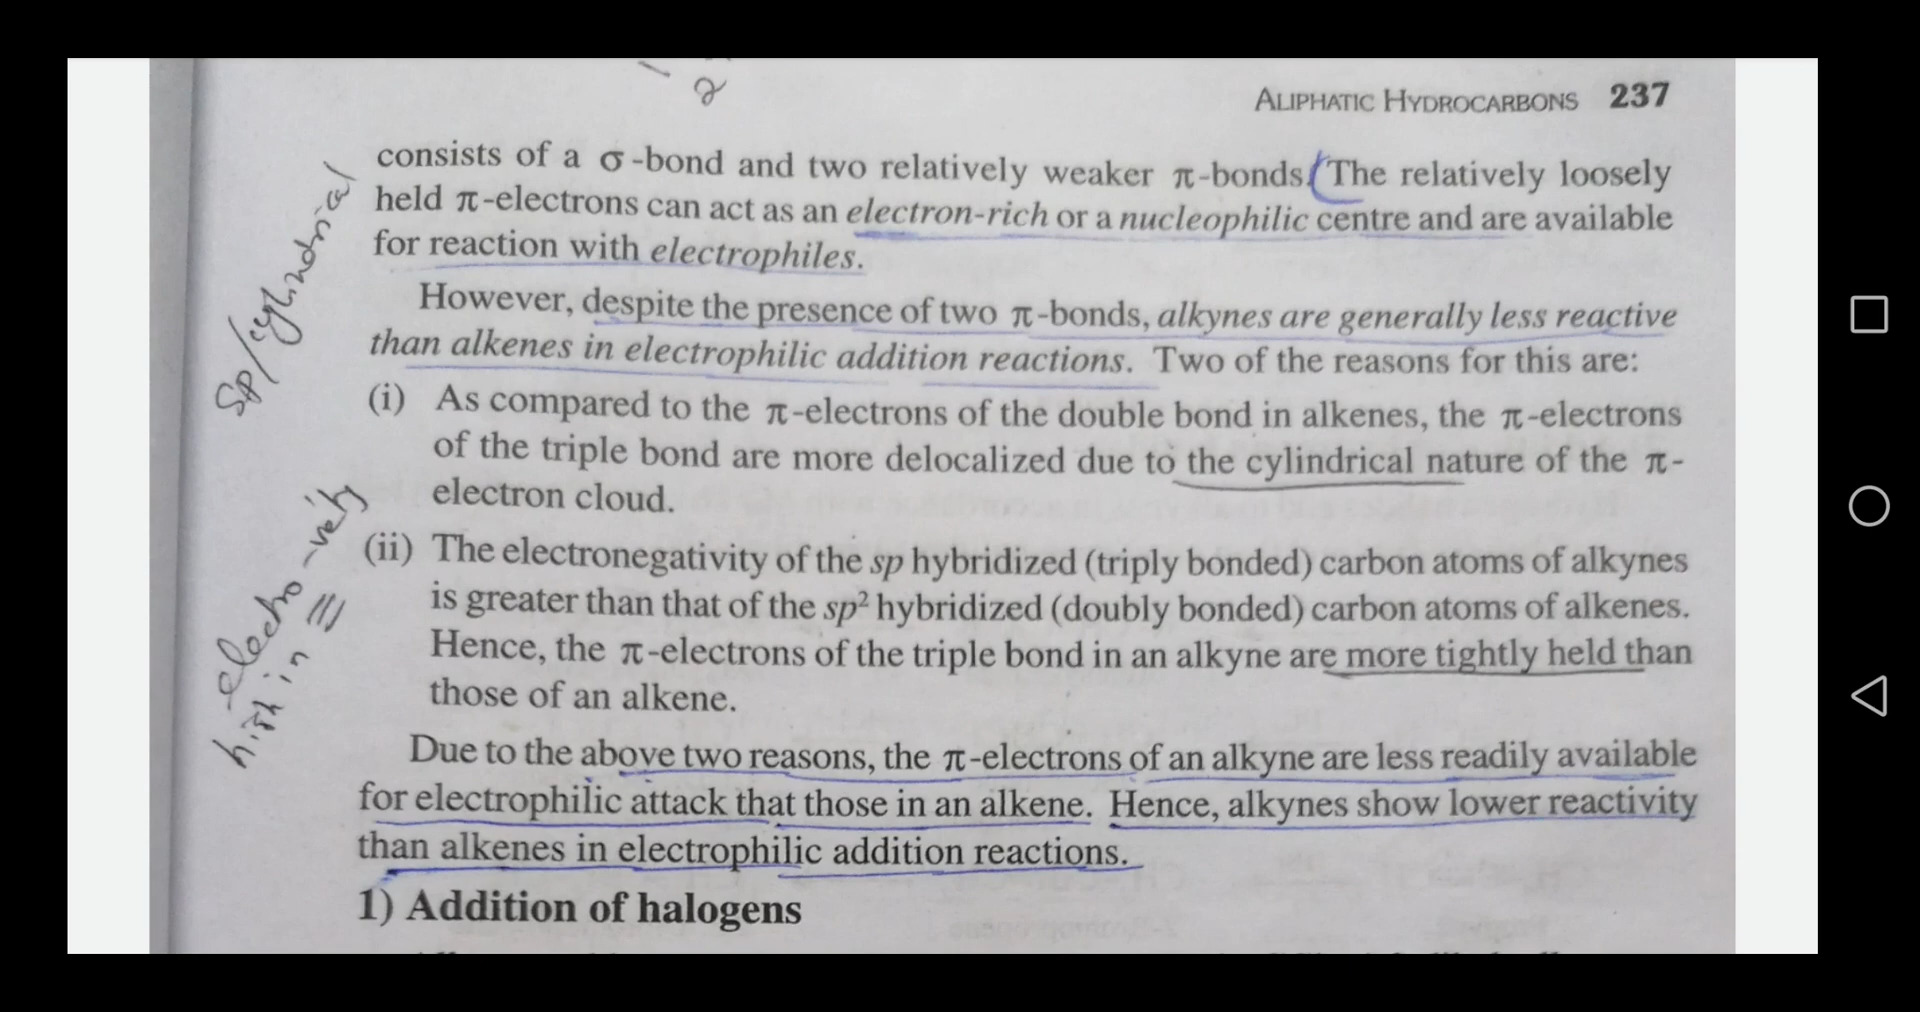 2
ALIPHATIC HYDROCARBONS 237
consists of a σ-bond and two relatively weaker π-bonds. The relatively loosely
held π-electrons can act as an electron-rich or a nucleophilic centre and are available
for reaction with electrophiles.
However, despite the presence of two π-bonds, alkynes are generally less reactive
than alkenes in electrophilic addition reactions. Two of the reasons for this are:
(i) As compared to the π-electrons of the double bond in alkenes, the π-electrons
of the triple bond are more delocalized due to the cylindrical nature of the π-
electron cloud.
(ii) The electronegativity of the sp hybridized (triply bonded) carbon atoms of alkynes
is greater than that of the sp² hybridized (doubly bonded) carbon atoms of alkenes.
Hence, the π-electrons of the triple bond in an alkyne are more tightly held than
those of an alkene.
Due to the above two reasons, the π-electrons of an alkyne are less readily available
for electrophilic attack that those in an alkene. Hence, alkynes show lower reactivity
than alkenes in electrophilic addition reactions.
1) Addition of halogens
SP/cylindrical
electro-vety
high in ≡